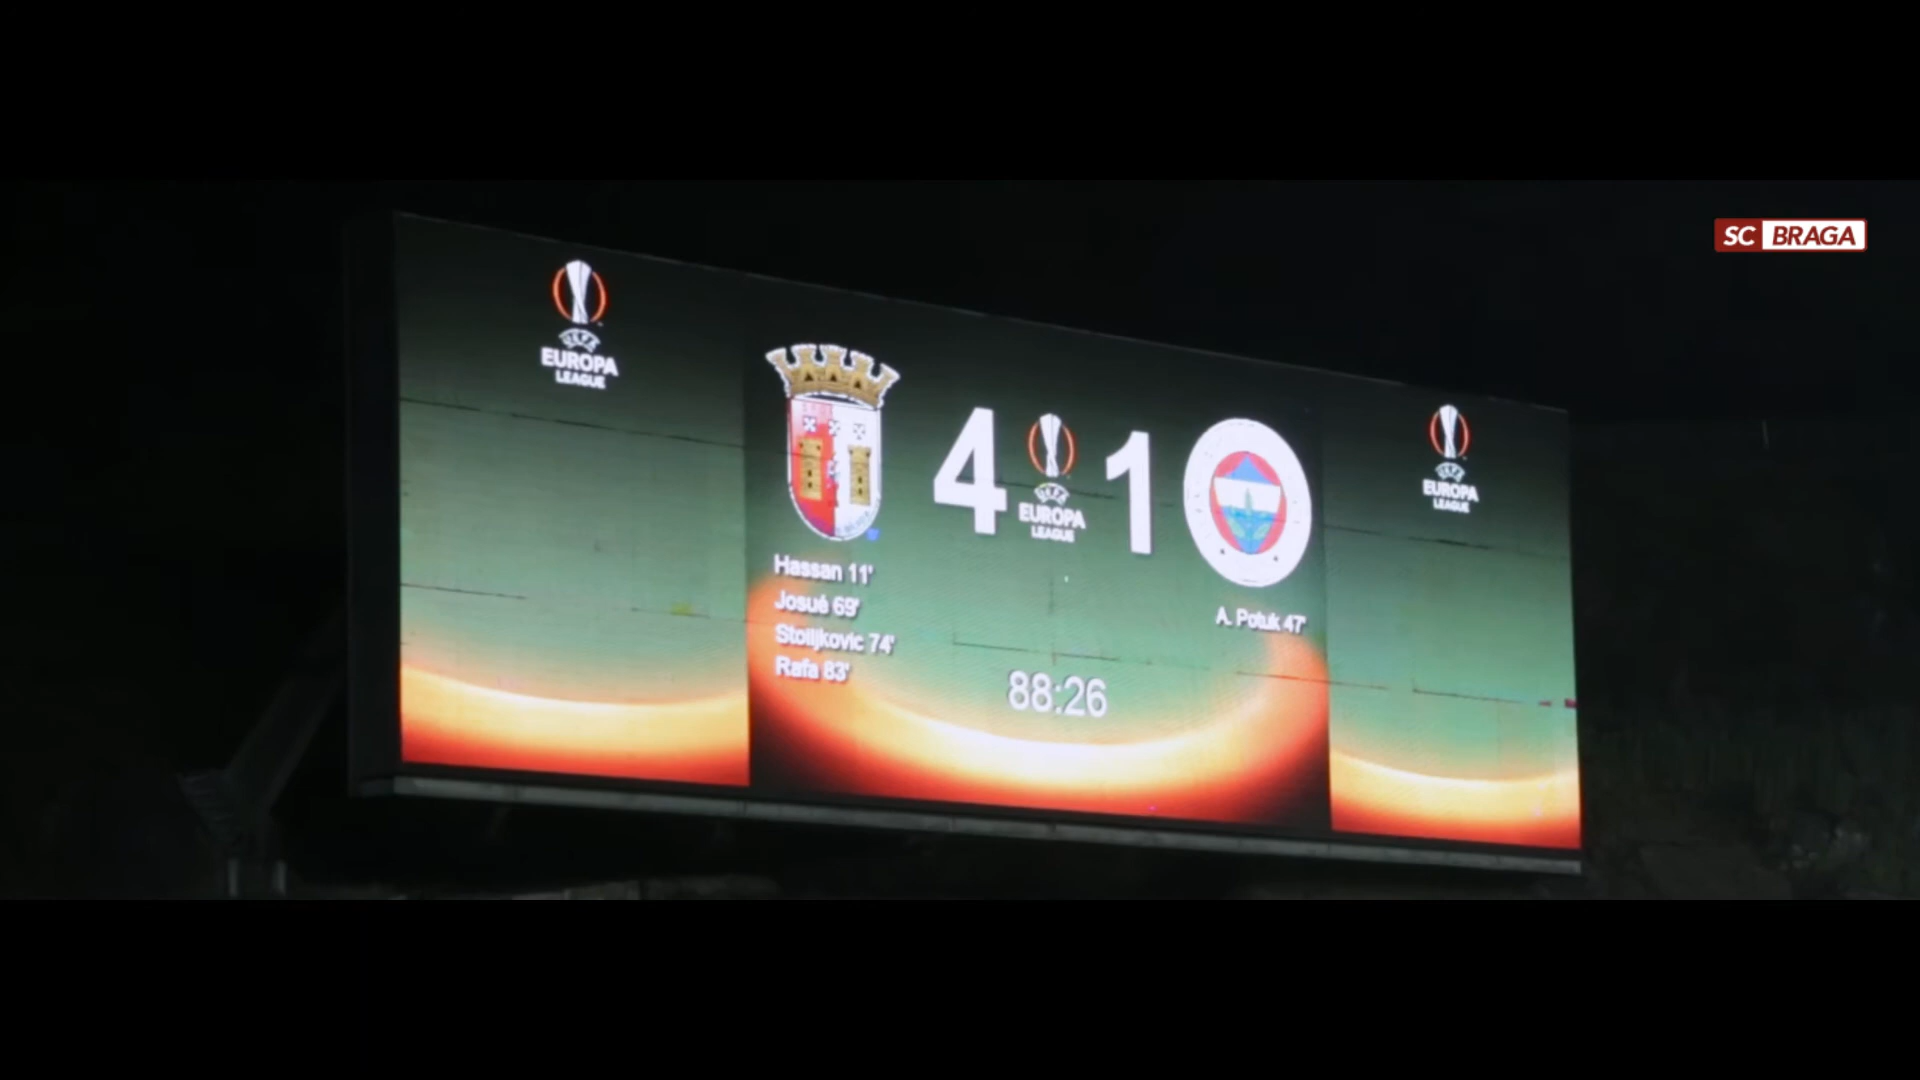 SC BRAGA
UEFA
EUROPA
LEAGUE
4
UEFA
EUROPA
LEAGUE
1
UEFA
EUROPA
LEAGUE
Hassan 11'
Josué 69'
Stoiljkovic 74'
Rafa 83'
A. Potuk 47'
88:26